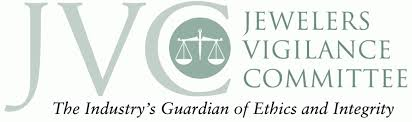 JVC JEWELERS
VIGILANCE
COMMITTEE
The Industry's Guardian of Ethics and Integrity